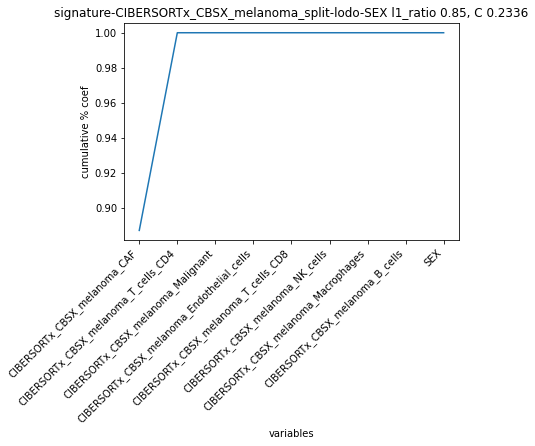 signature-CIBERSORTx_CBSX_melanoma_split-lodo-SEX l1_ratio 0.85, C 0.2336
1.00
0.98
0.96
0.94
0.92
0.90
cumulative % coef
CIBERSORTx_CBSX_melanoma_CAF
CIBERSORTx_CBSX_melanoma_T_cells_CD4
CIBERSORTx_CBSX_melanoma_Malignant
CIBERSORTx_CBSX_melanoma_Endothelial_cells
CIBERSORTx_CBSX_melanoma_T_cells_CD8
CIBERSORTx_CBSX_melanoma_NK_cells
CIBERSORTx_CBSX_melanoma_Macrophages
CIBERSORTx_CBSX_melanoma_B_cells
SEX
variables